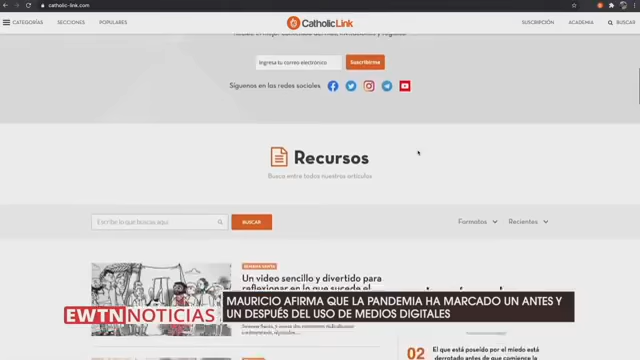 catholic-link.com
CATEGORÍAS SECCIONES POPULARES CatholicLink SUSCRIPCIÓN ACADEMIA BUSCAR
Ingresa tu correo electrónico Suscribirme
Síguenos en las redes sociales
Recursos
Busca entre todos nuestros artículos
Escribe lo que buscas aquí BUSCAR Formatos Recientes
Un video sencillo y divertido para
reflexionar en lo que sucede el
EWTN NOTICIAS
MAURICIO AFIRMA QUE LA PANDEMIA HA MARCADO UN ANTES Y
UN DESPUÉS DEL USO DE MEDIOS DIGITALES
02 El que está poseído por el miedo está
derrotado antes de que comience la